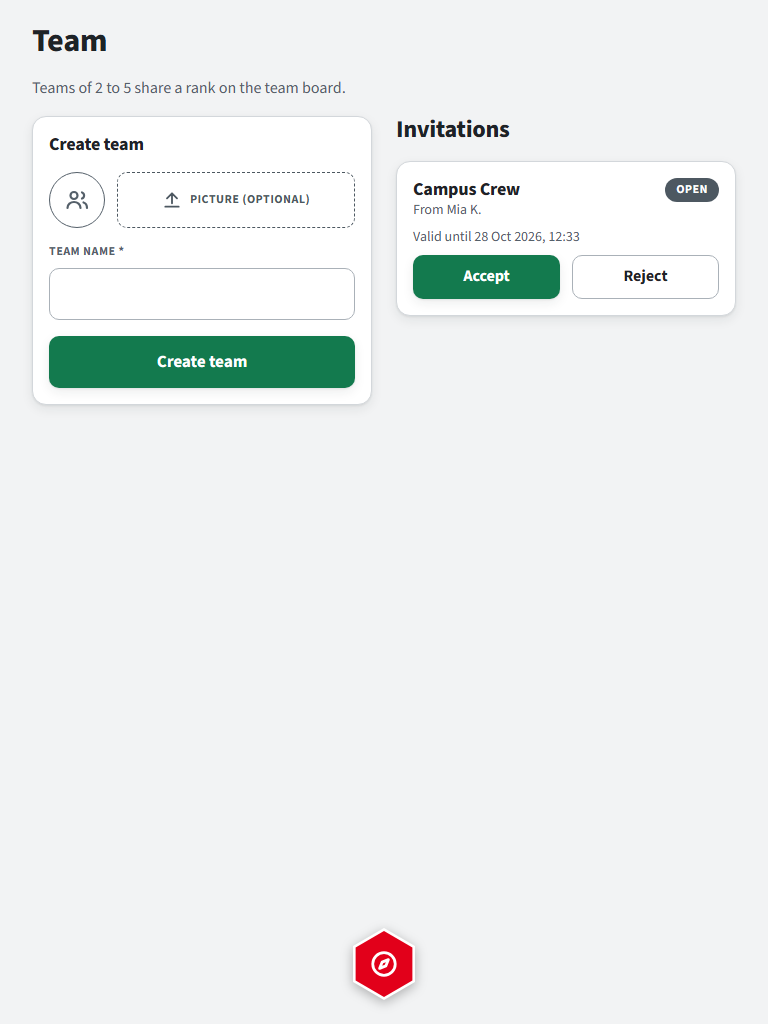 Team
Teams of 2 to 5 share a rank on the team board.
Create team
PICTURE (OPTIONAL)
TEAM NAME *
Create team
Invitations
Campus Crew
OPEN
From Mia K.
Valid until 28 Oct 2026, 12:33
Accept
Reject